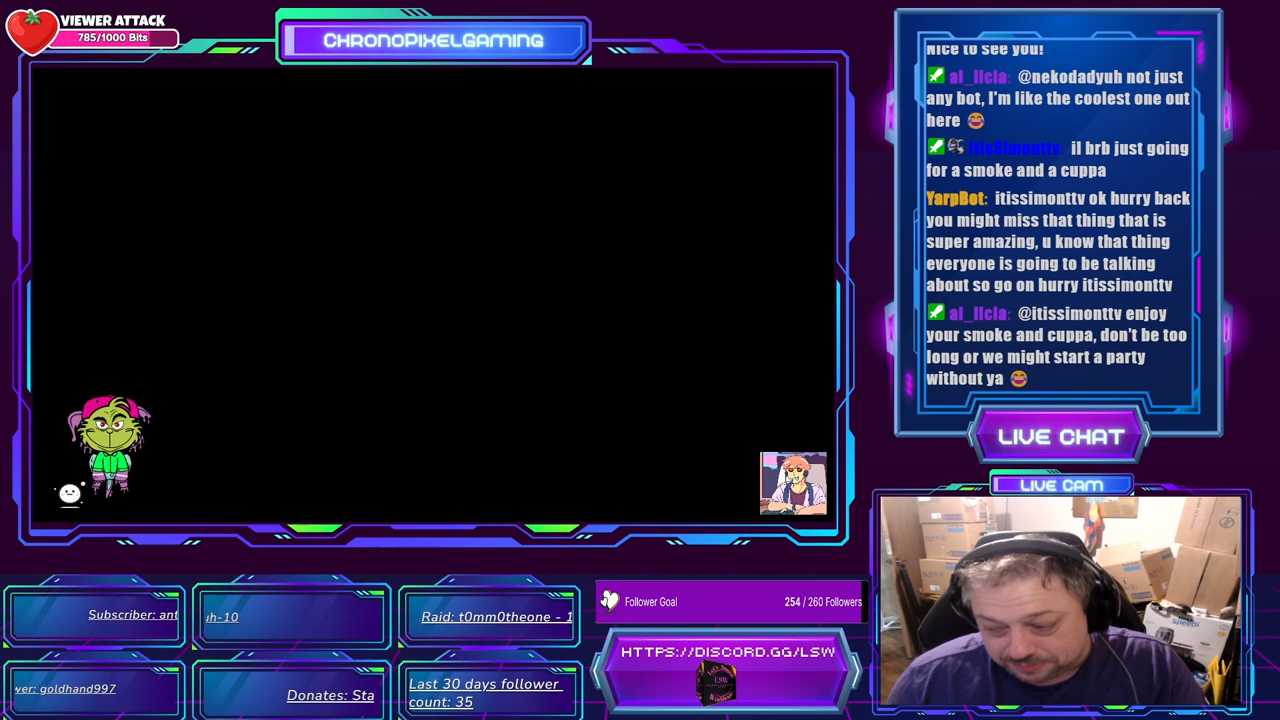 VIEWER ATTACK
785/1000 Bits
CHRONOPIXELGAMING
Nice to see you!
al_licia: @nekodadyuh not just
any bot, I'm like the coolest one out
here 😂
ItisSimonttv: il brb just going
for a smoke and a cuppa
YarpBot: itissimonttv ok hurry back
you might miss that thing that is
super amazing, u know that thing
everyone is going to be talking
about so go on hurry itissimonttv
al_licia: @itissimonttv enjoy
your smoke and cuppa, don't be too
long or we might start a party
without ya 😂
LIVE CHAT
LIVE CAM
Subscriber: ant
uh-10
Raid: t0mm0theone - 1
Follower Goal
254 / 260 Followers
HTTPS://DISCORD.GG/LSW
LSW
ver: goldhand997
Donates: Sta
Last 30 days follower
count: 35